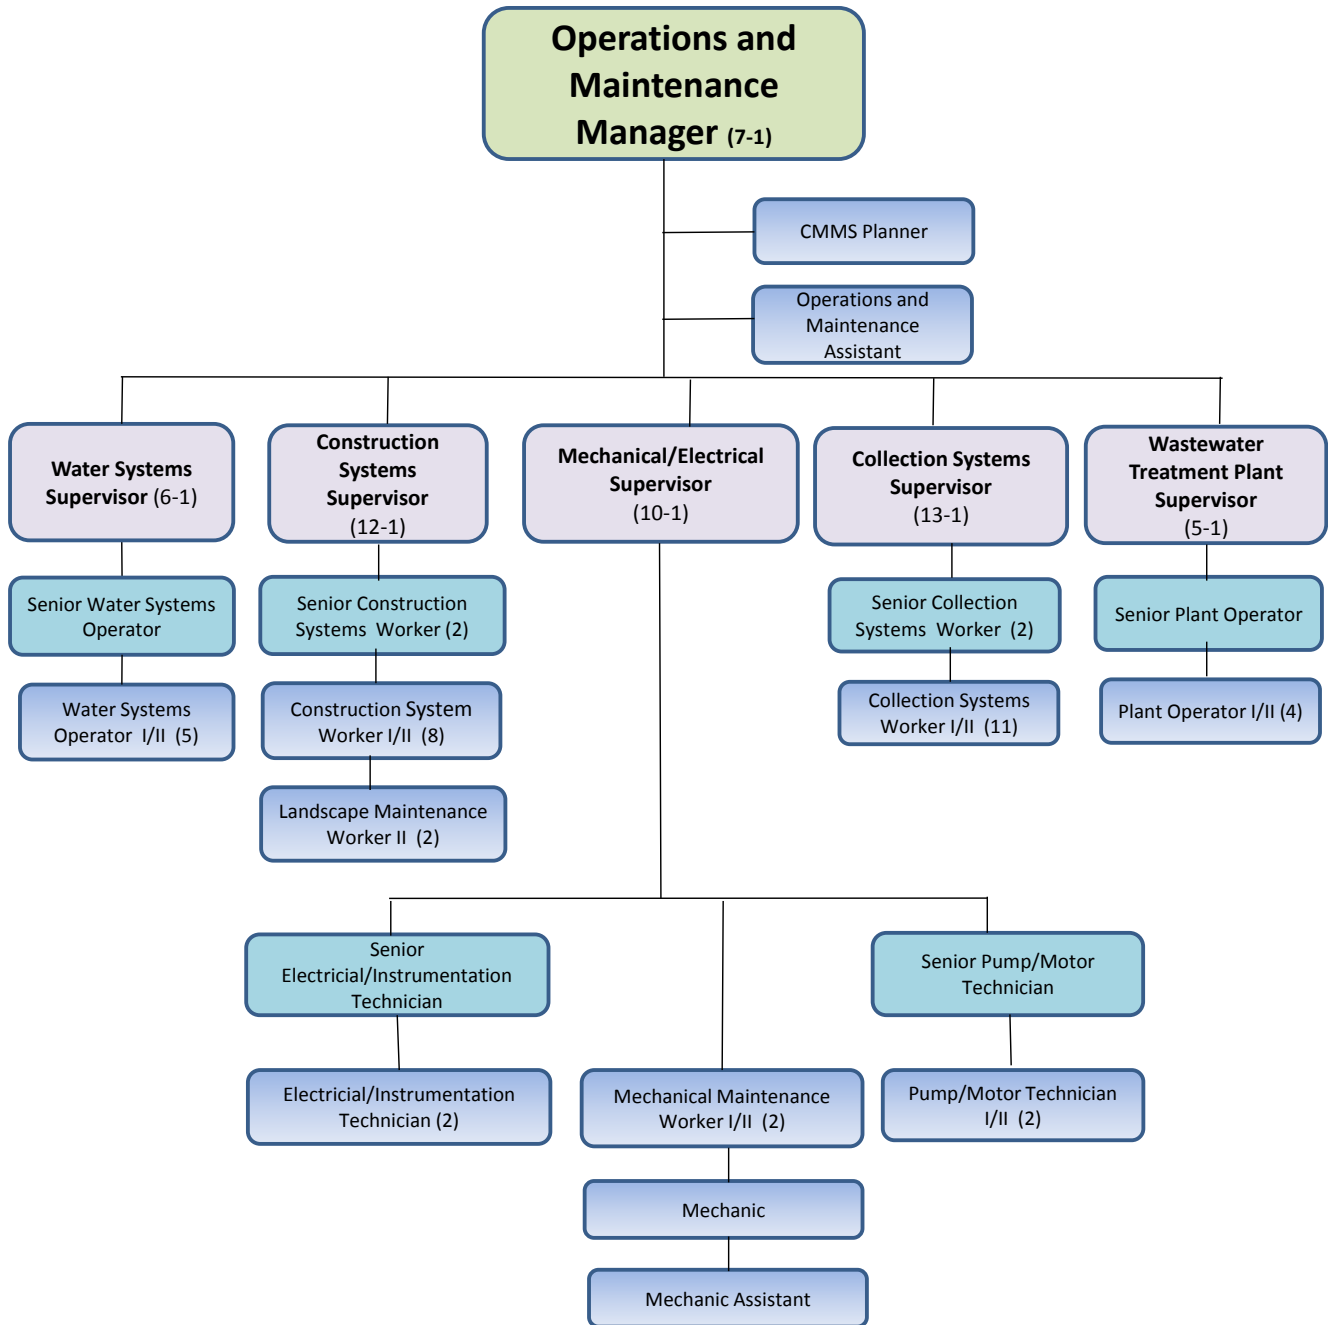 Operations and
Maintenance
Manager (7-1)
CMMS Planner
Operations and
Maintenance
Assistant
Water Systems
Supervisor (6-1)
Construction
Systems
Supervisor
(12-1)
Mechanical/Electrical
Supervisor
(10-1)
Collection Systems
Supervisor
(13-1)
Wastewater
Treatment Plant
Supervisor
(5-1)
Senior Water Systems
Operator
Senior Construction
Systems Worker (2)
Senior Collection
Systems Worker (2)
Senior Plant Operator
Water Systems
Operator I/II (5)
Construction System
Worker I/II (8)
Collection Systems
Worker I/II (11)
Plant Operator I/II (4)
Landscape Maintenance
Worker II (2)
Senior
Electricial/Instrumentation
Technician
Senior Pump/Motor
Technician
Electricial/Instrumentation
Technician (2)
Mechanical Maintenance
Worker I/II (2)
Pump/Motor Technician
I/II (2)
Mechanic
Mechanic Assistant